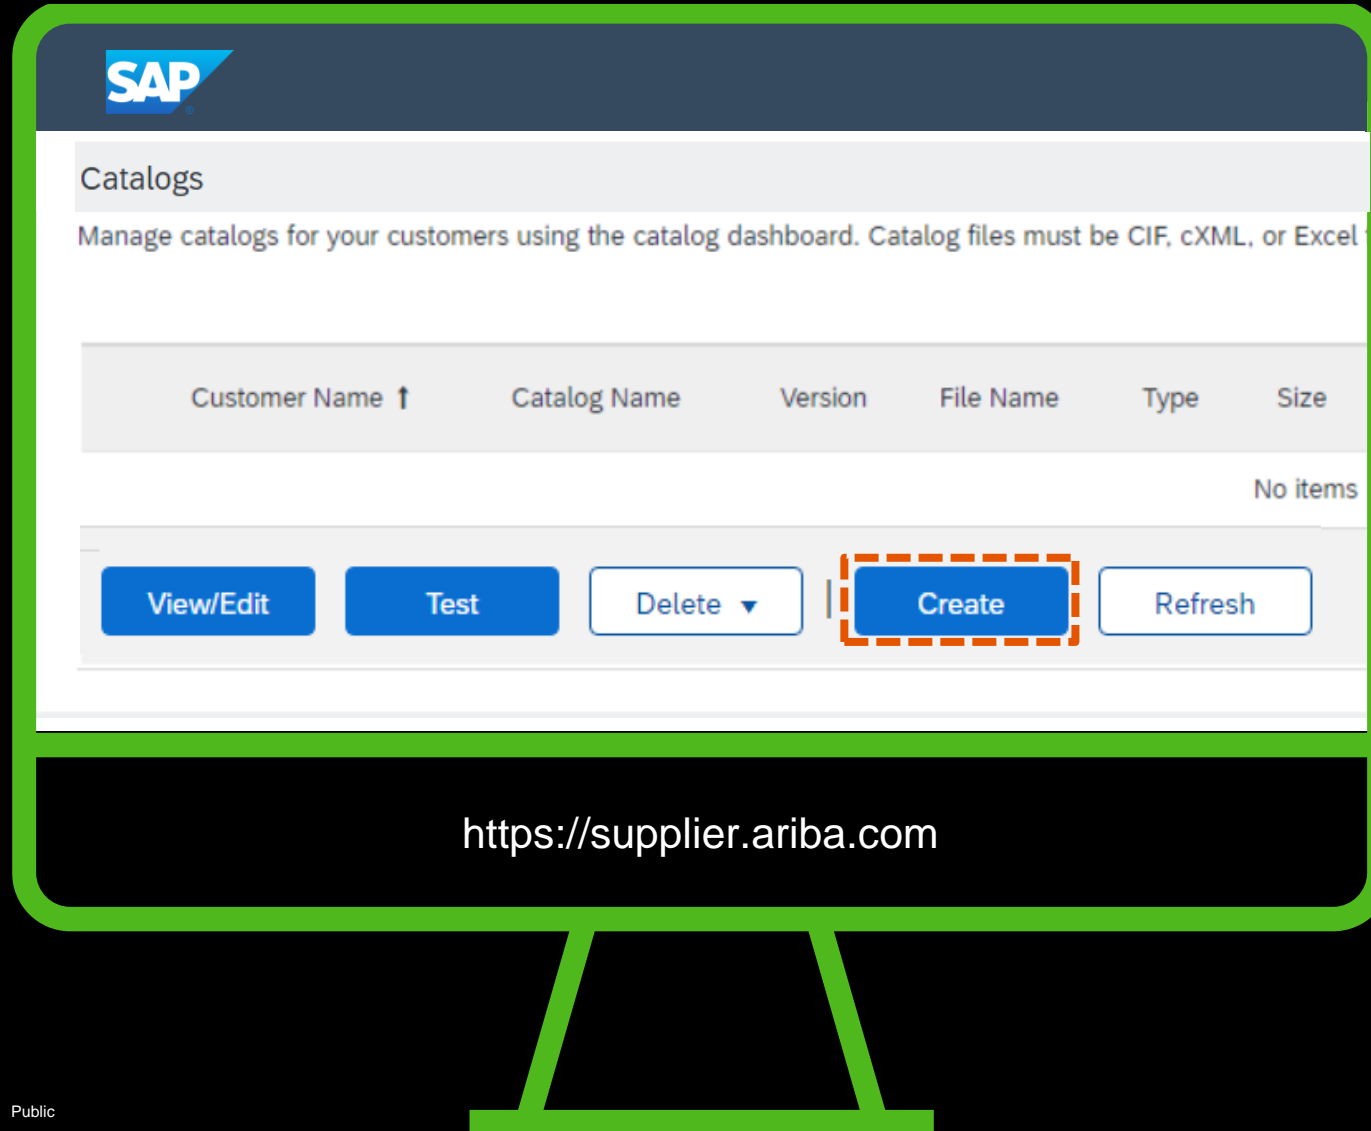 SAP
Catalogs
Manage catalogs for your customers using the catalog dashboard. Catalog files must be CIF, cXML, or Excel
Customer Name ↑ Catalog Name Version File Name Type Size
No items
View/Edit Test Delete ▼ | Create Refresh
https://supplier.ariba.com
Public